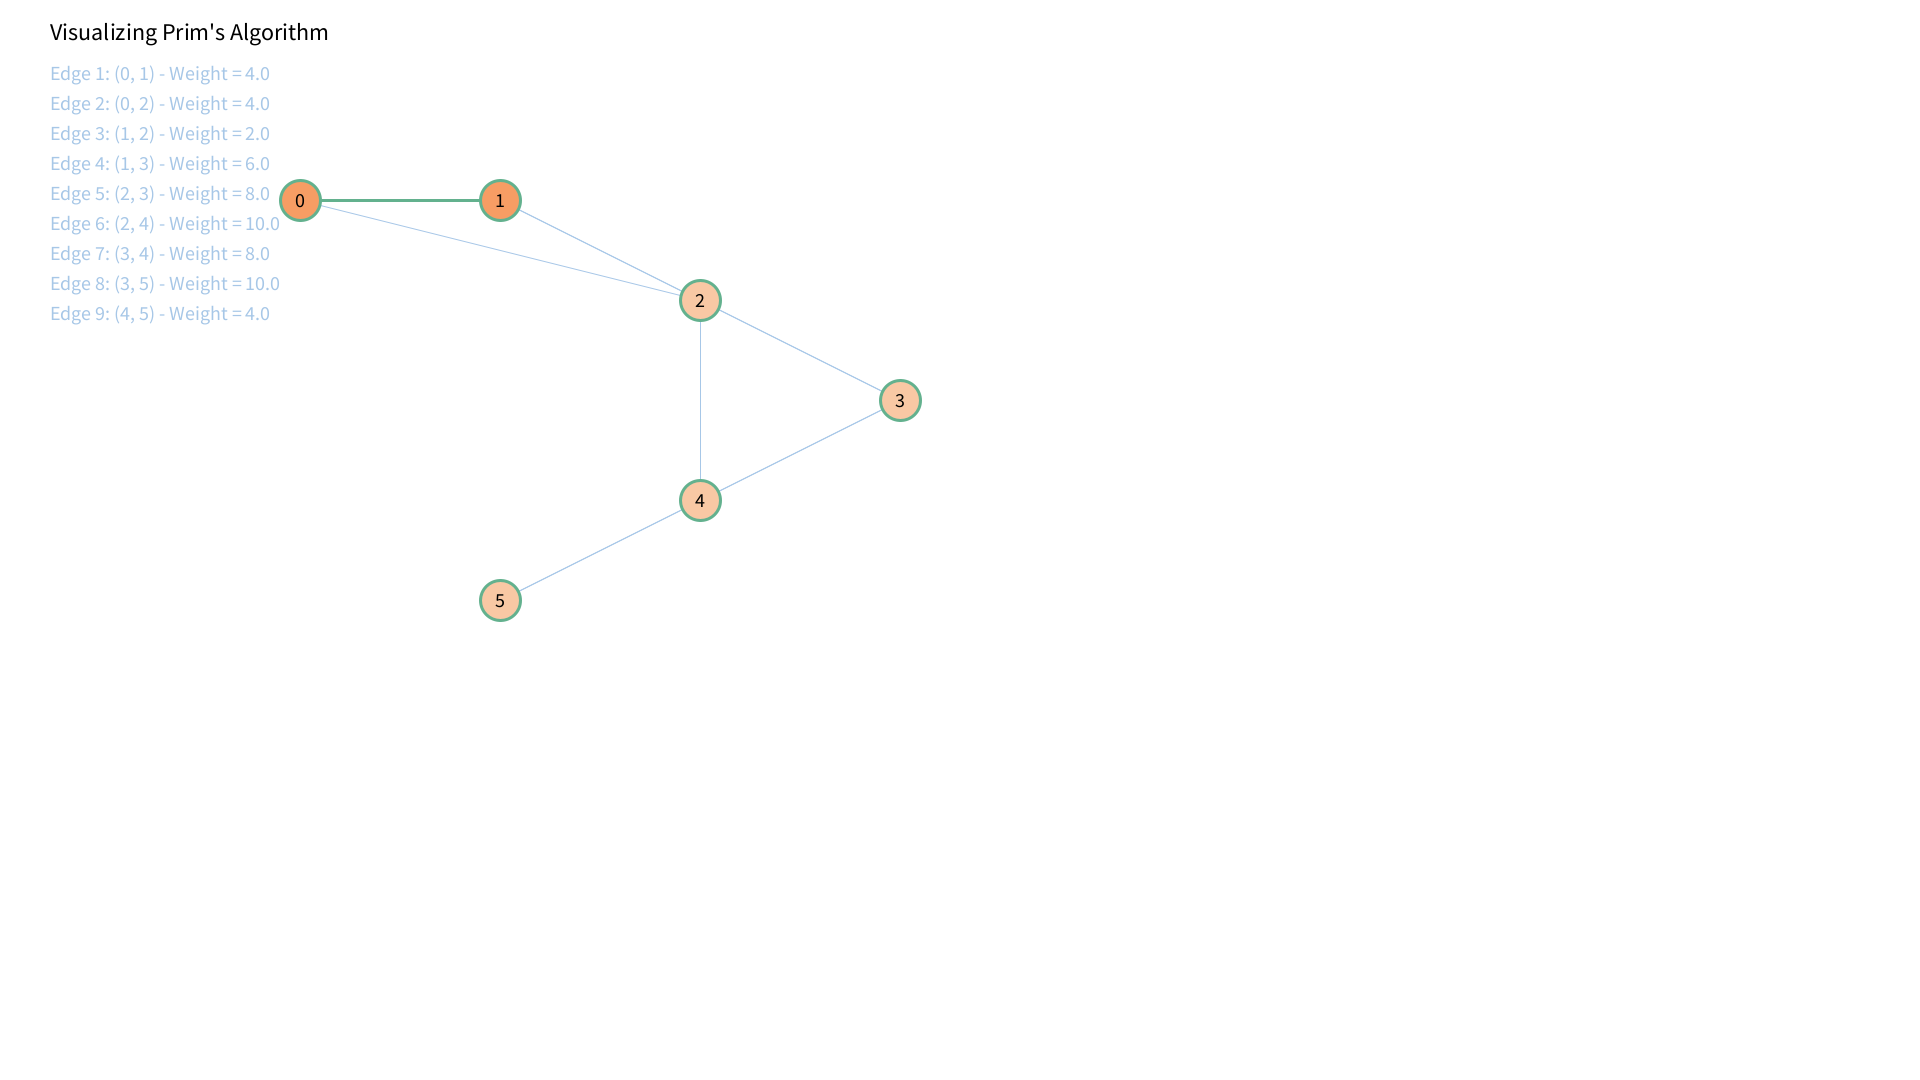 Visualizing Prim's Algorithm
Edge 1: (0, 1) - Weight = 4.0
Edge 2: (0, 2) - Weight = 4.0
Edge 3: (1, 2) - Weight = 2.0
Edge 4: (1, 3) - Weight = 6.0
Edge 5: (2, 3) - Weight = 8.0
Edge 6: (2, 4) - Weight = 10.0
Edge 7: (3, 4) - Weight = 8.0
Edge 8: (3, 5) - Weight = 10.0
Edge 9: (4, 5) - Weight = 4.0
0
1
2
3
4
5